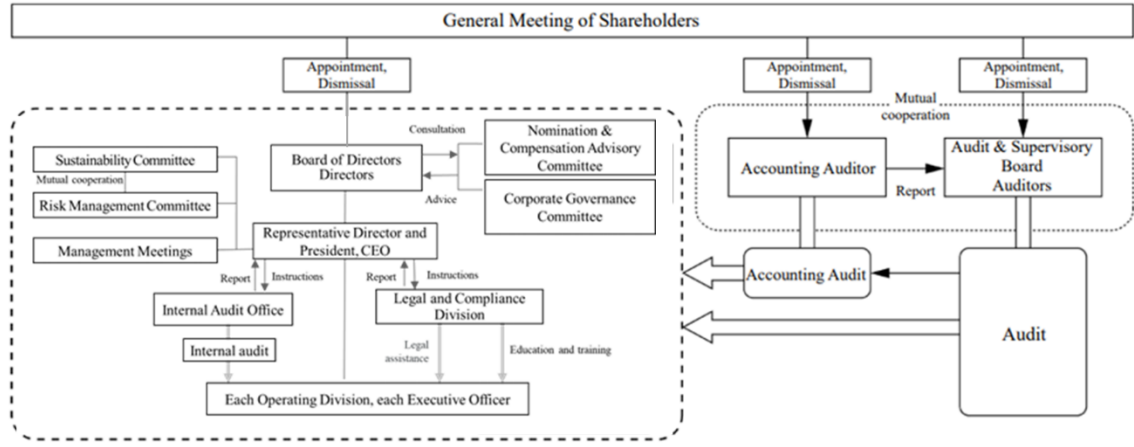 General Meeting of Shareholders
Appointment,
Dismissal
Appointment,
Dismissal
Appointment,
Dismissal
Mutual
cooperation
Consultation
Nomination &
Compensation Advisory
Committee
Sustainability Committee
Board of Directors
Directors
Accounting Auditor
Audit & Supervisory
Board
Auditors
Mutual cooperation
Report
Advice
Corporate Governance
Committee
Risk Management Committee
Representative Director and
President, CEO
Management Meetings
Report
Instructions
Report
Instructions
Accounting Audit
Internal Audit Office
Legal and Compliance
Division
Audit
Internal audit
Legal
assistance
Education and training
Each Operating Division, each Executive Officer